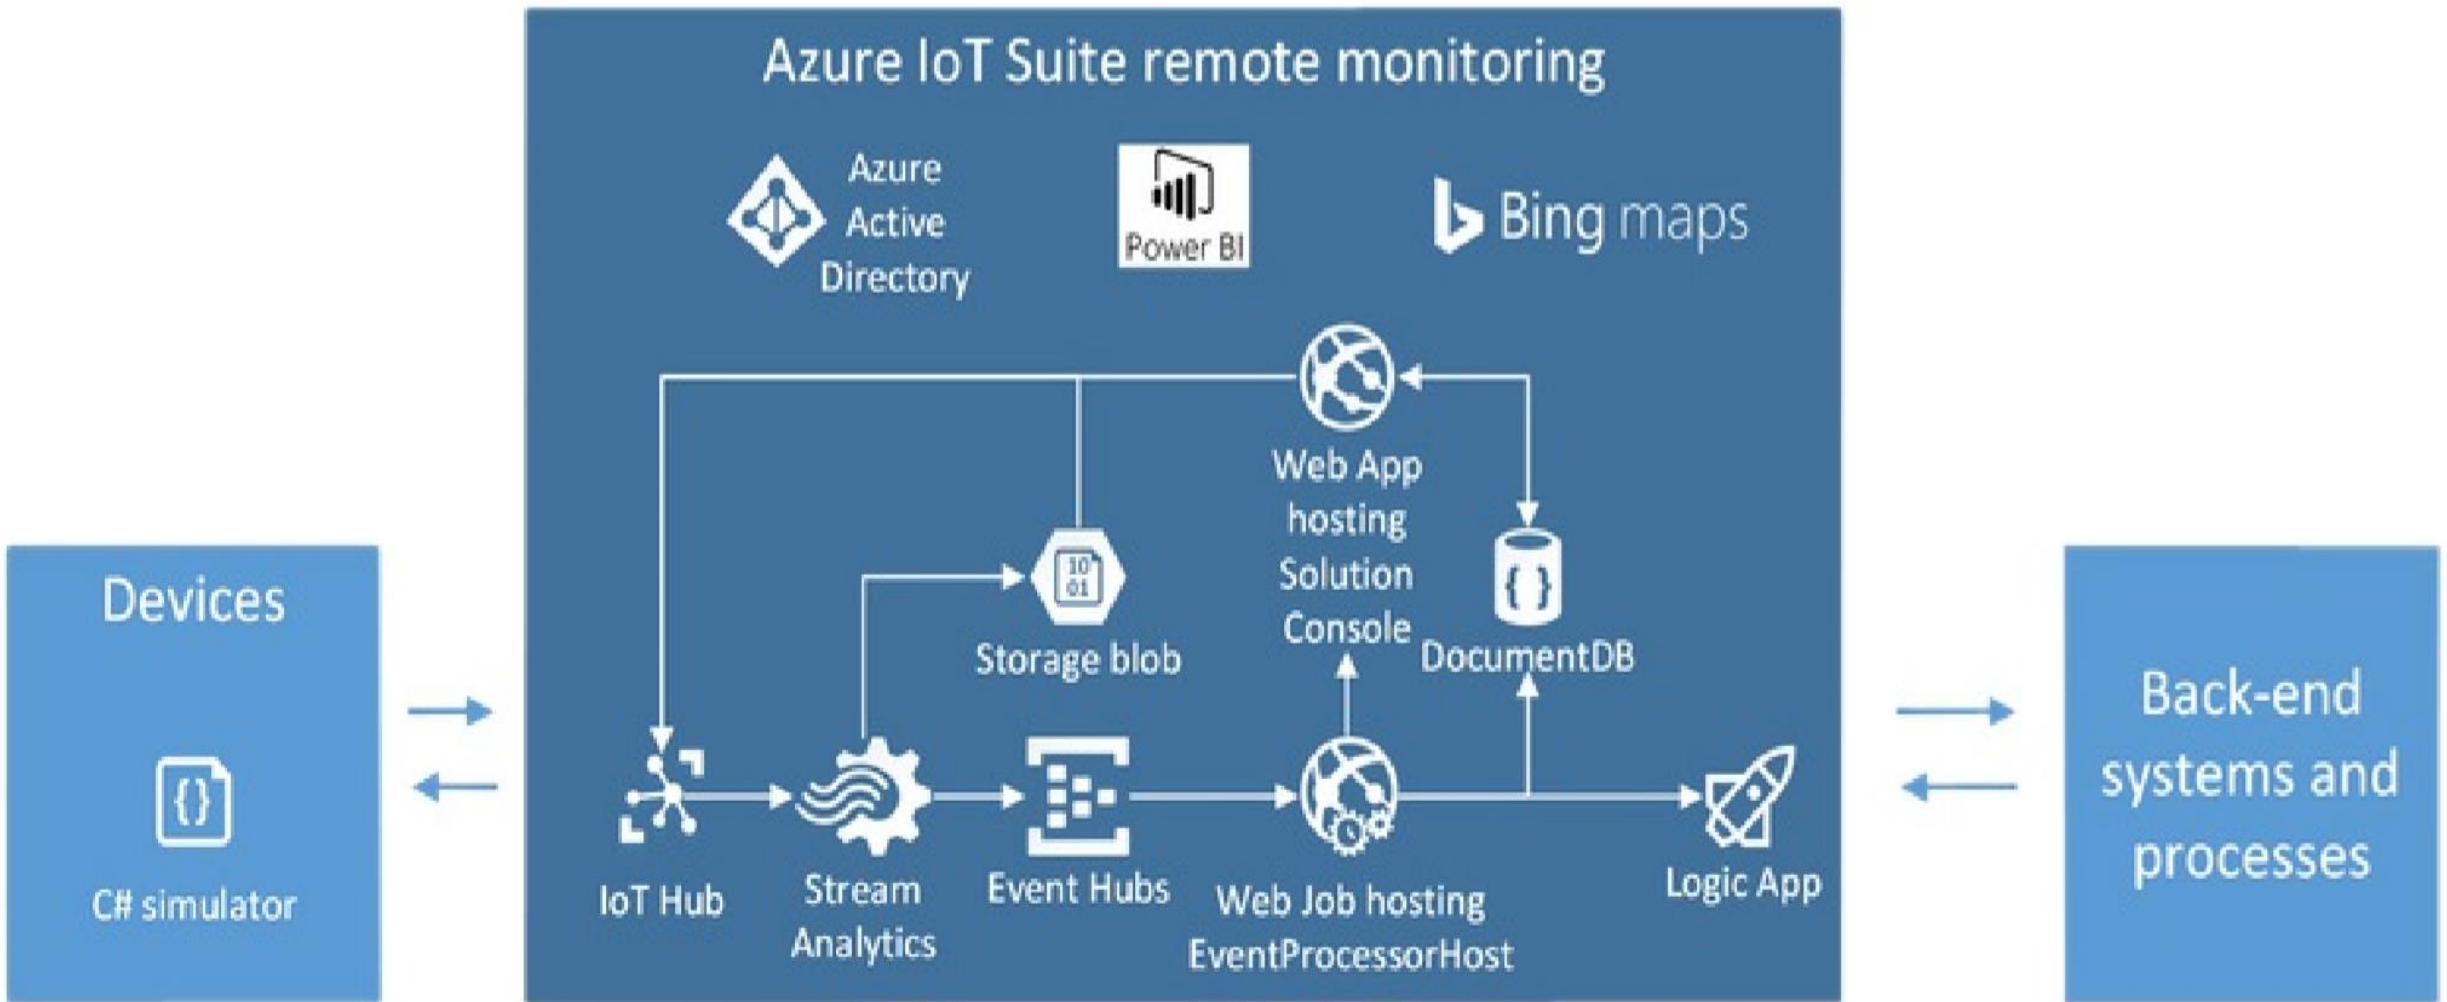 Azure IoT Suite remote monitoring
Azure
Active
Directory
Power BI
Bing maps
Web App
hosting
Solution
Console
10
01
Storage blob
{ }
DocumentDB
Devices
{}
C# simulator
IoT Hub
Stream
Analytics
Event Hubs
Web Job hosting
EventProcessorHost
Logic App
Back-end
systems and
processes